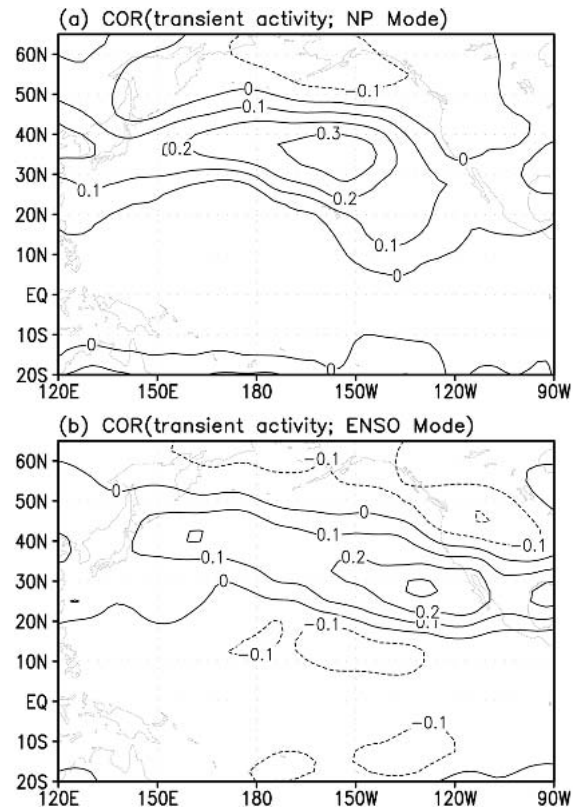 (a) COR(transient activity; NP Mode)
60N
50N
40N
30N
20N
10N
EQ
10S
20S
0
-0.1
0.1
0.3
0.2
0.1
0.2
0.1
0
0
0
120E 150E 180 150W 120W 90W
(b) COR(transient activity; ENSO Mode)
60N
50N
40N
30N
20N
10N
EQ
10S
20S
-0.1
-0.1
0
0
0.1
-0.1
0.1
0.2
0
0.2
0.1
-0.1
-0.1
-0.1
0
120E 150E 180 150W 120W 90W